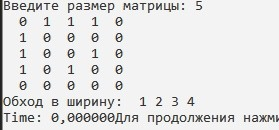 Введите размер матрицы: 5
0 1 1 1 0
1 0 0 0 0
1 0 0 1 0
1 0 1 0 0
0 0 0 0 0
Обход в ширину: 1 2 3 4
Time: 0,000000Для продолжения нажми